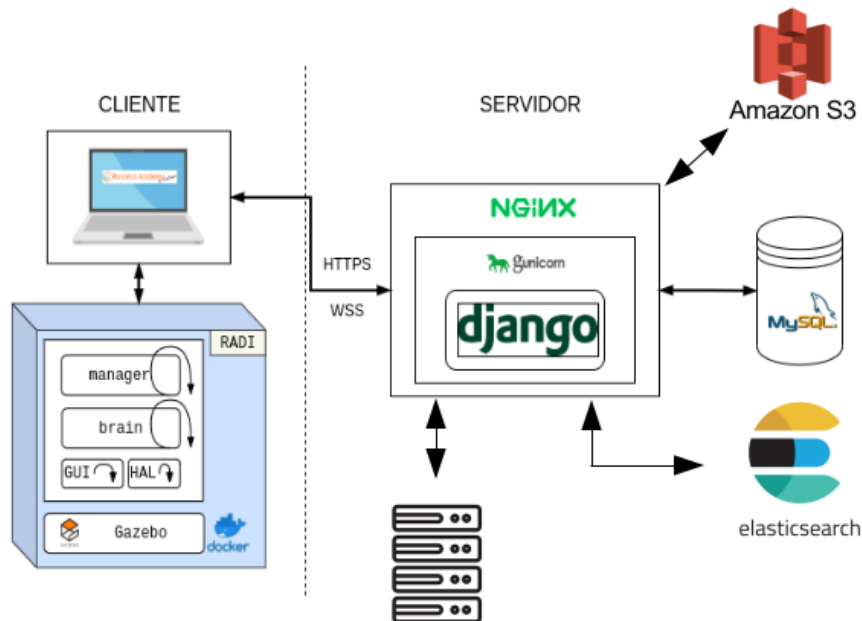 CLIENTE
SERVIDOR
Amazon S3
NGINX
HTTPS
WSS
gunicorn
django
MySQL
RADI
manager
brain
GUI
HAL
Gazebo
docker
elasticsearch